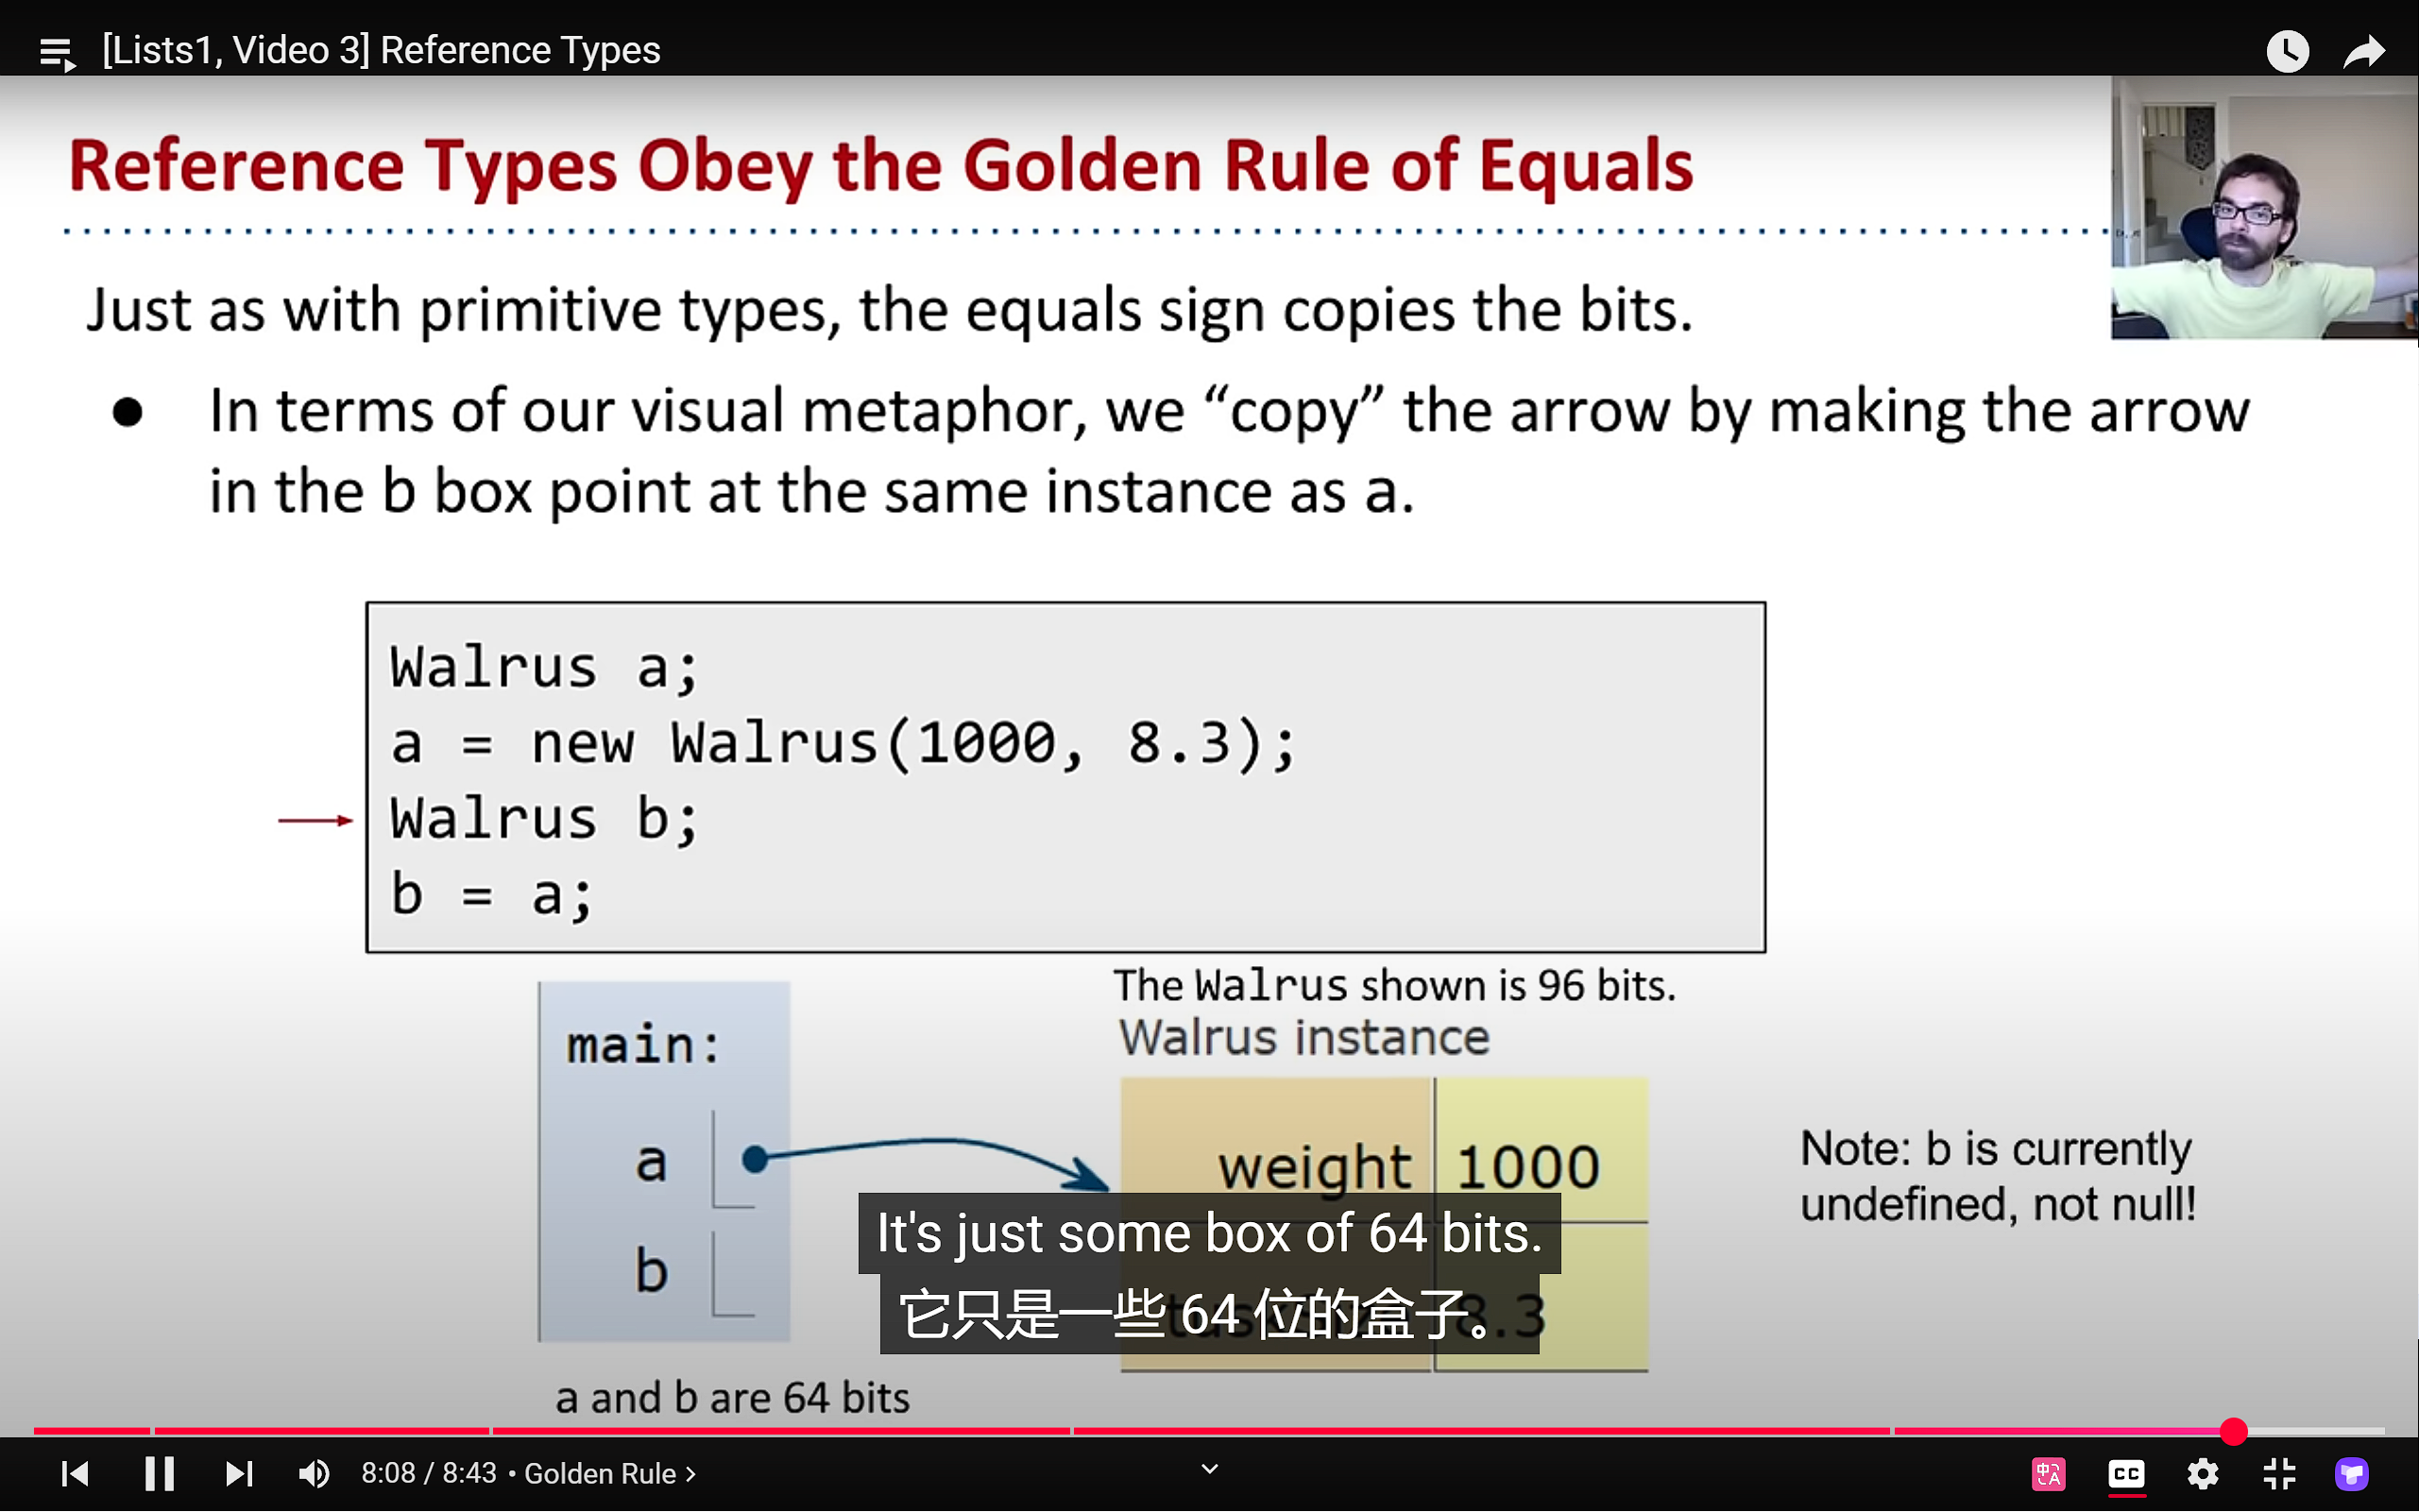 [Lists1, Video 3] Reference Types
Reference Types Obey the Golden Rule of Equals
Just as with primitive types, the equals sign copies the bits.
● In terms of our visual metaphor, we “copy” the arrow by making the arrow
in the b box point at the same instance as a.
Walrus a;
a = new Walrus(1000, 8.3);
Walrus b;
b = a;
The Walrus shown is 96 bits.
Walrus instance
main:
a
b
weight 1000
8.3
Note: b is currently
undefined, not null!
It's just some box of 64 bits.
它只是一些 64 位的盒子。
a and b are 64 bits
8:08 / 8:43 • Golden Rule >
中A
CC